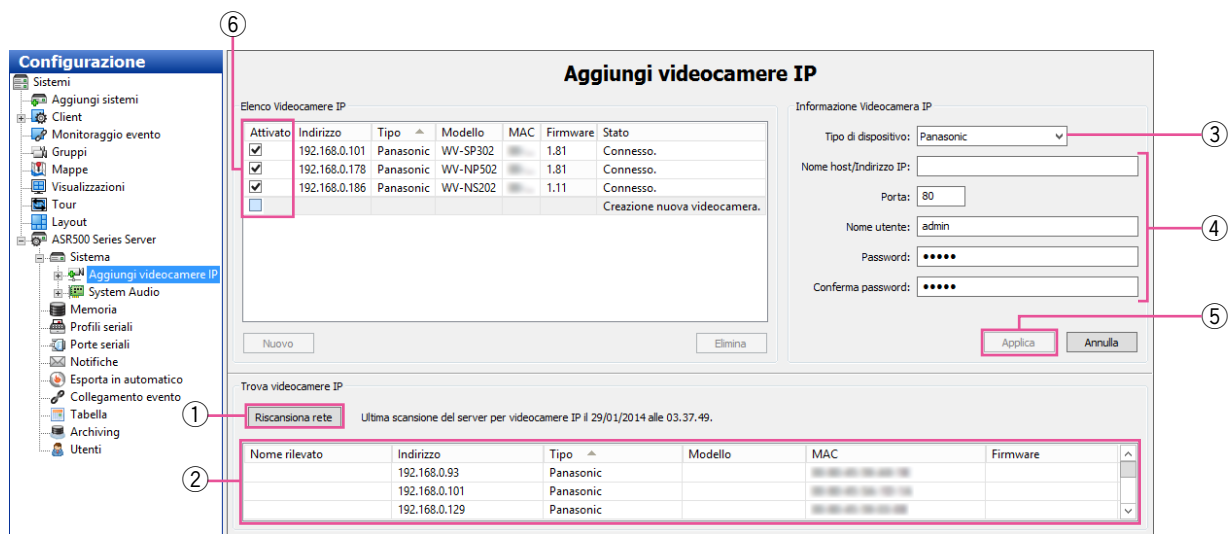 ⑥
Configurazione
Sistemi
Aggiungi sistemi
Client
Monitoraggio evento
Gruppi
Mappe
Visualizzazioni
Tour
Layout
ASR500 Series Server
Sistema
Aggiungi videocamere IP
System Audio
Memoria
Profili seriali
Porte seriali
Notifiche
Esporta in automatico
Collegamento evento
Tabella
Archiving
Utenti
Aggiungi videocamere IP
Elenco Videocamere IP
Attivato Indirizzo Tipo Modello MAC Firmware Stato
192.168.0.101 Panasonic WV-SP302 1.81 Connesso.
192.168.0.178 Panasonic WV-NP502 1.81 Connesso.
192.168.0.186 Panasonic WV-NS202 1.11 Connesso.
Creazione nuova videocamera.
Nuovo Elimina
Informazione Videocamera IP
Tipo di dispositivo: Panasonic ③
Nome host/Indirizzo IP:
Porta: 80
Nome utente: admin ④
Password: •••••
Conferma password: •••••
Applica Annulla ⑤
Trova videocamere IP
① Riscansiona rete Ultima scansione del server per videocamere IP il 29/01/2014 alle 03.37.49.
Nome rilevato Indirizzo Tipo Modello MAC Firmware
② 192.168.0.93 Panasonic
192.168.0.101 Panasonic
192.168.0.129 Panasonic